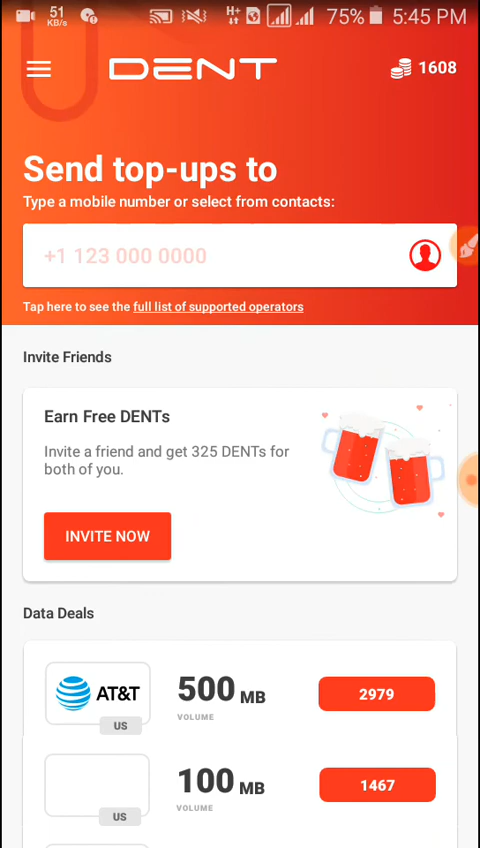 51 KB/s H+ 75% 5:45 PM
DENT 1608
Send top-ups to
Type a mobile number or select from contacts:
+1 123 000 0000
Tap here to see the full list of supported operators
Invite Friends
Earn Free DENTs
Invite a friend and get 325 DENTs for
both of you.
INVITE NOW
Data Deals
AT&T 500 MB 2979
US VOLUME
100 MB 1467
US VOLUME